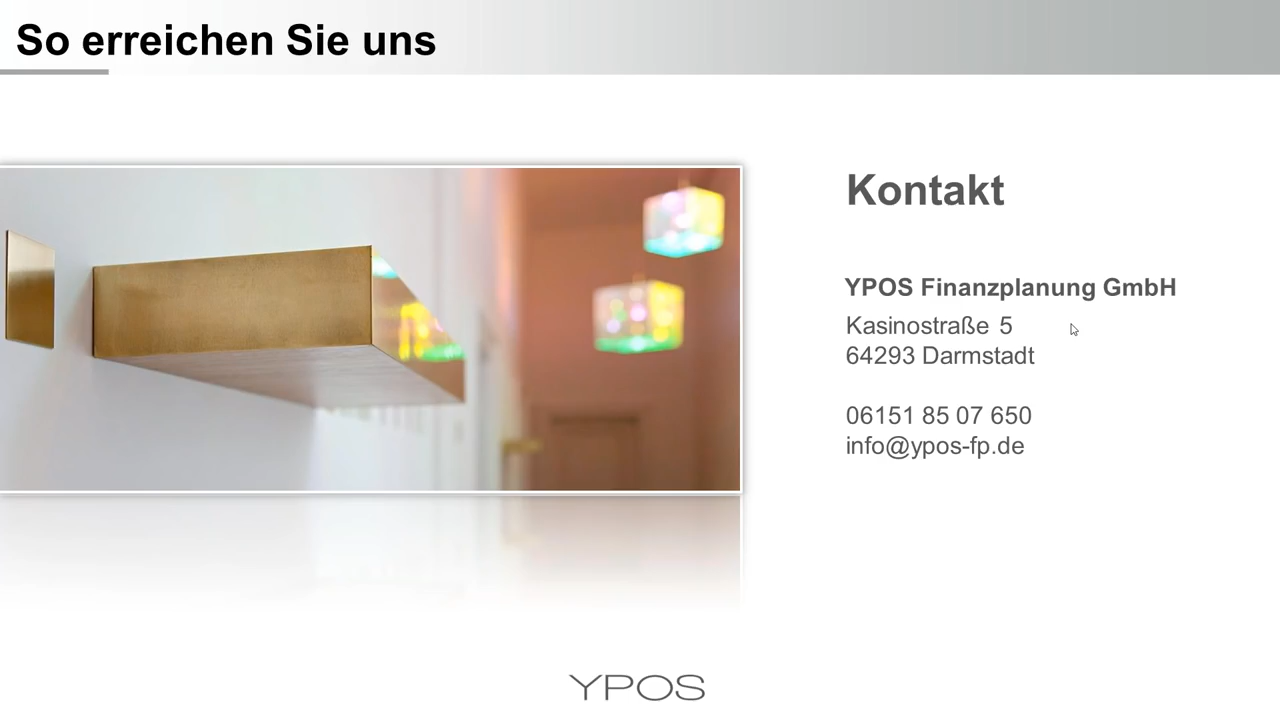 So erreichen Sie uns
Kontakt
YPOS Finanzplanung GmbH
Kasinostraße 5
64293 Darmstadt
06151 85 07 650
info@ypos-fp.de
YPOS